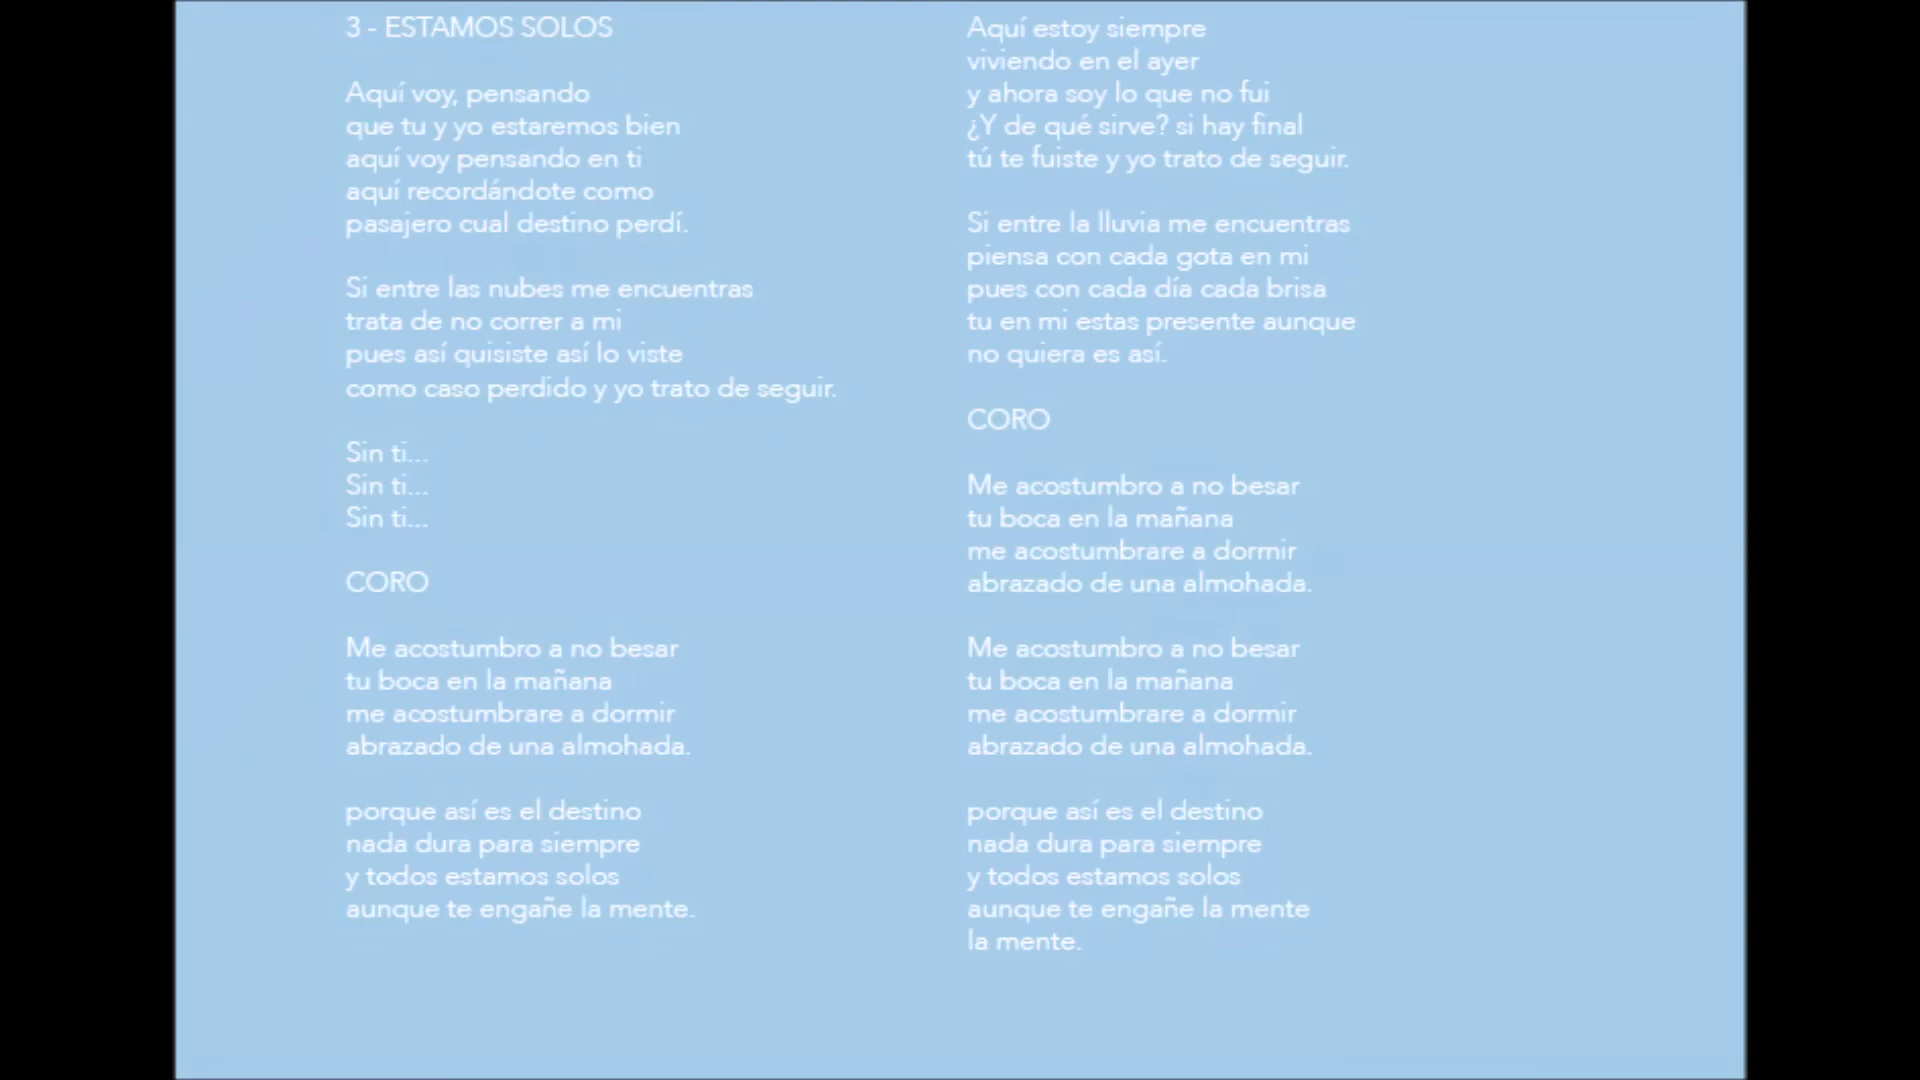 3 - ESTAMOS SOLOS
Aquí voy, pensando
que tu y yo estaremos bien
aquí voy pensando en ti
aquí recordándote como
pasajero cual destino perdí.
Si entre las nubes me encuentras
trata de no correr a mi
pues así quisiste así lo viste
como caso perdido y yo trato de seguir.
Sin ti...
Sin ti...
Sin ti...
CORO
Me acostumbro a no besar
tu boca en la mañana
me acostumbrare a dormir
abrazado de una almohada.
porque así es el destino
nada dura para siempre
y todos estamos solos
aunque te engañe la mente.
Aquí estoy siempre
viviendo en el ayer
y ahora soy lo que no fui
¿Y de qué sirve? si hay final
tú te fuiste y yo trato de seguir.
Si entre la lluvia me encuentras
piensa con cada gota en mi
pues con cada día cada brisa
tu en mi estas presente aunque
no quiera es así.
CORO
Me acostumbro a no besar
tu boca en la mañana
me acostumbrare a dormir
abrazado de una almohada.
Me acostumbro a no besar
tu boca en la mañana
me acostumbrare a dormir
abrazado de una almohada.
porque así es el destino
nada dura para siempre
y todos estamos solos
aunque te engañe la mente
la mente.